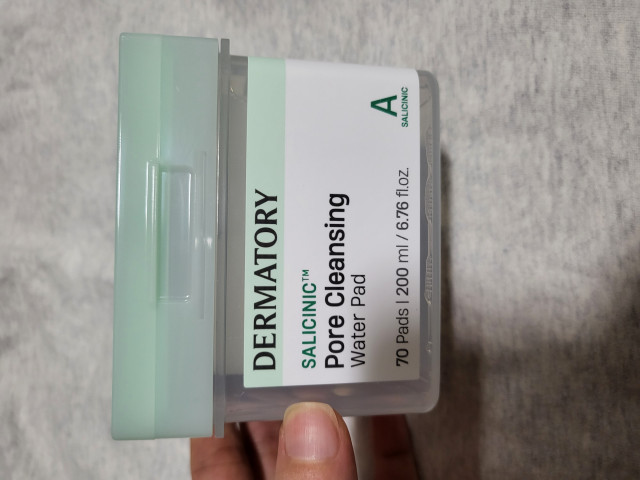 DERMATORY
SALICINIC™
Pore Cleansing
Water Pad
70 Pads | 200 ml / 6.76 fl.oz.
A
SALICINIC